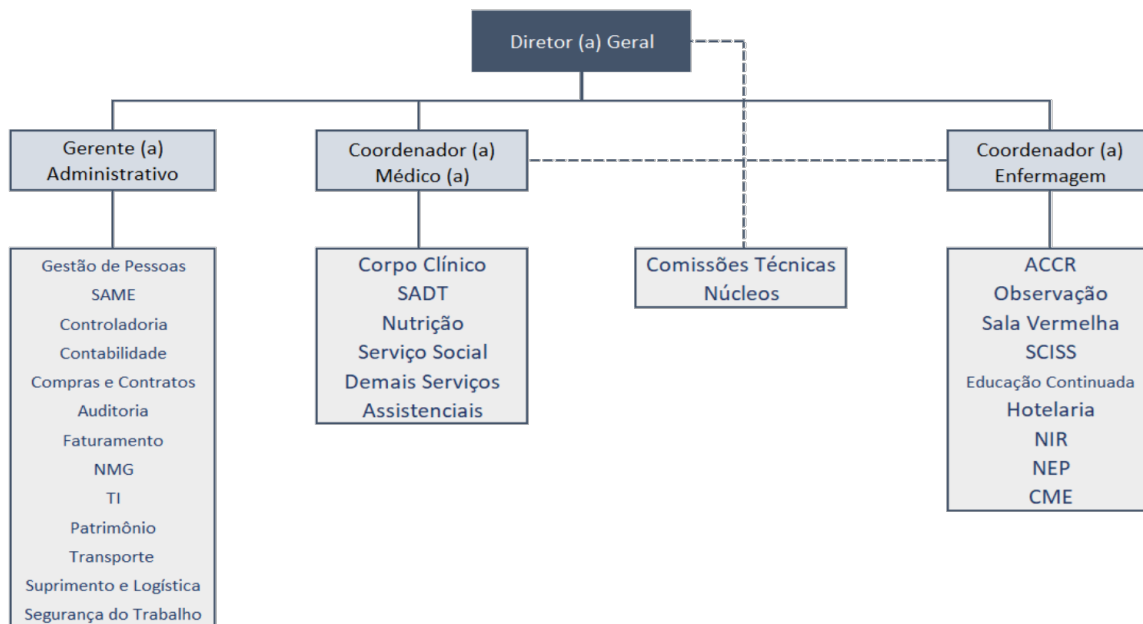 Diretor (a) Geral
Gerente (a)
Administrativo
Coordenador (a)
Médico (a)
Coordenador (a)
Enfermagem
Gestão de Pessoas
SAME
Controladoria
Contabilidade
Compras e Contratos
Auditoria
Faturamento
NMG
TI
Patrimônio
Transporte
Suprimento e Logística
Segurança do Trabalho
Corpo Clínico
SADT
Nutrição
Serviço Social
Demais Serviços
Assistenciais
Comissões Técnicas
Núcleos
ACCR
Observação
Sala Vermelha
SCISS
Educação Continuada
Hotelaria
NIR
NEP
CME